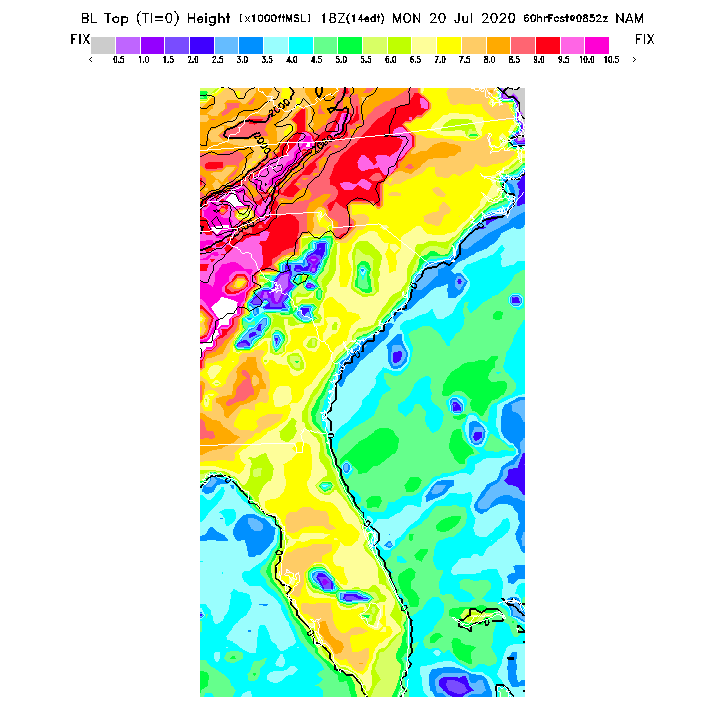 BL Top (TI=0) Height [x1000ftMSL] 18Z(14edt) MON 20 Jul 2020 60hrFcst@0852z NAM
FIX FIX
< 0.5 1.0 1.5 2.0 2.5 3.0 3.5 4.0 4.5 5.0 5.5 6.0 6.5 7.0 7.5 8.0 8.5 9.0 9.5 10.0 10.5 >
2000
2000